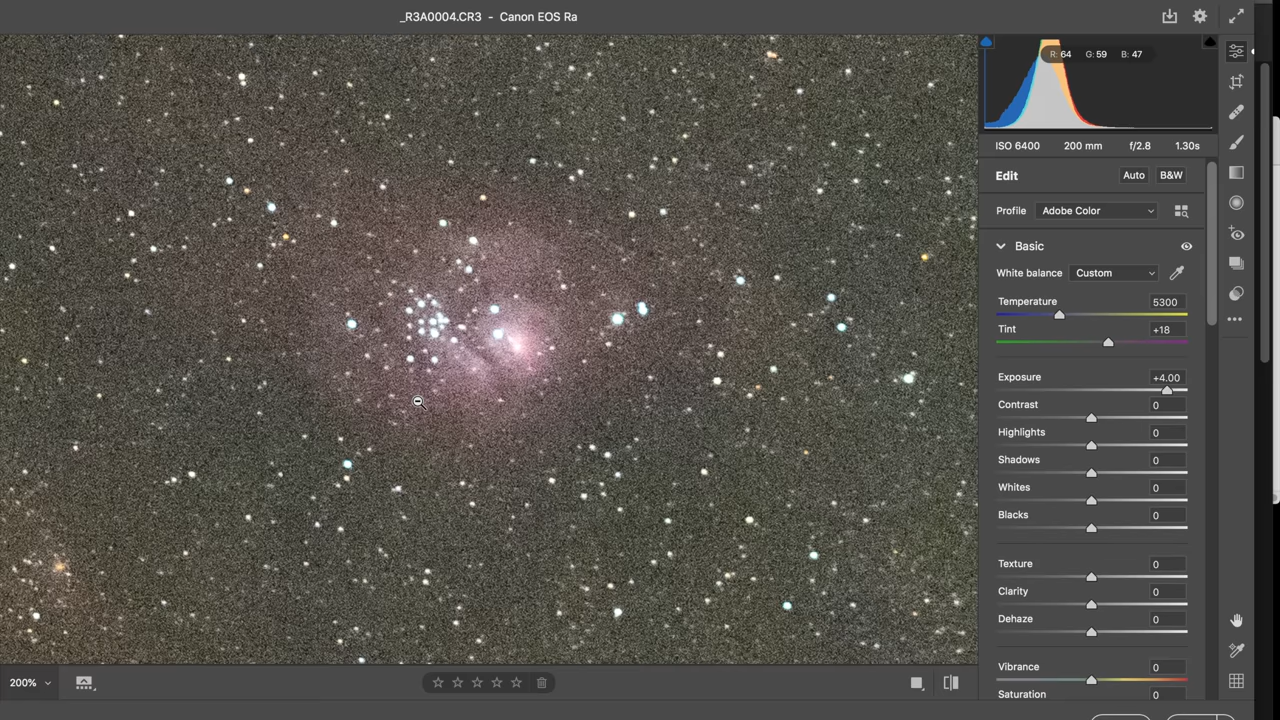 _R3A0004.CR3 - Canon EOS Ra
R: 64 G: 59 B: 47
ISO 6400 200 mm f/2.8 1.30s
Edit Auto B&W
Profile Adobe Color
Basic
White balance Custom
Temperature 5300
Tint +18
Exposure +4.00
Contrast 0
Highlights 0
Shadows 0
Whites 0
Blacks 0
Texture 0
Clarity 0
Dehaze 0
Vibrance 0
Saturation 0
200%